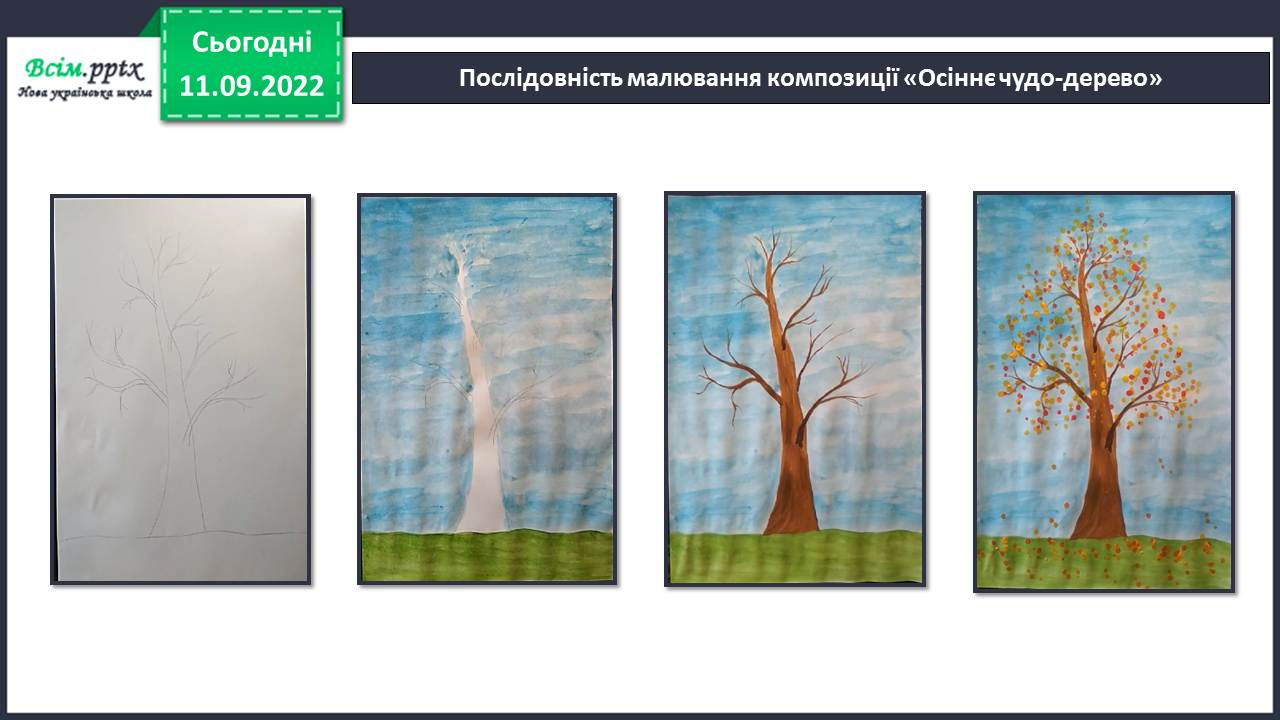 Всім.pptx
Нова українська школа
Сьогодні
11.09.2022
Послідовність малювання композиції «Осіннє чудо-дерево»